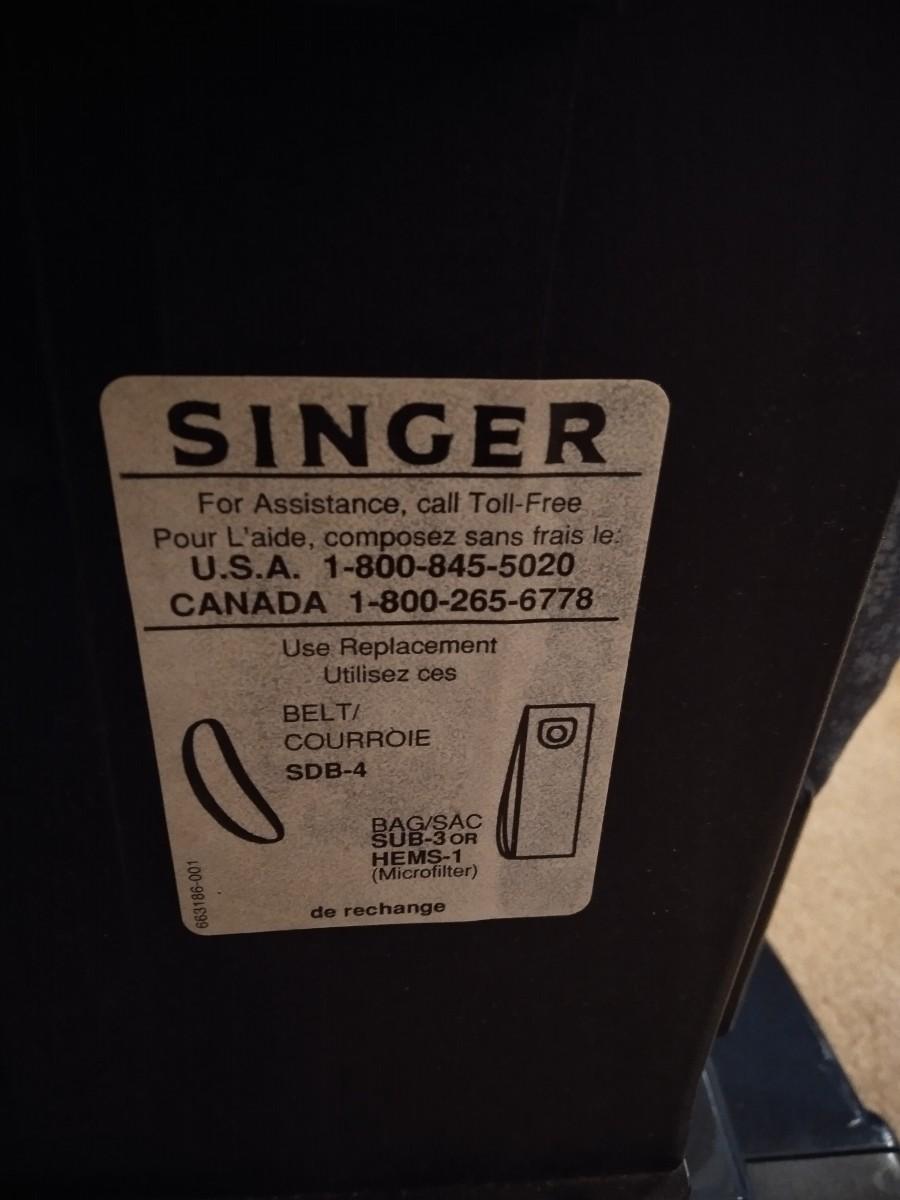 SINGER
For Assistance, call Toll-Free
Pour L'aide, composez sans frais le:
U.S.A. 1-800-845-5020
CANADA 1-800-265-6778
Use Replacement
Utilisez ces
BELT/
COURROIE
SDB-4
BAG/SAC
SUB-3 OR
HEMS-1
(Microfilter)
de rechange
663186-001